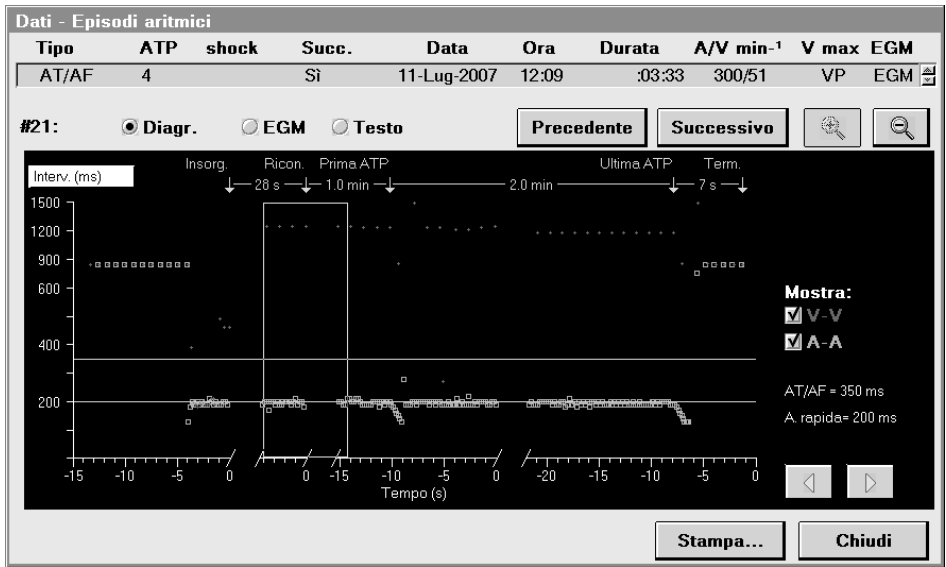 Dati - Episodi aritmici
Tipo ATP shock Succ. Data Ora Durata A/V min-¹ V max EGM
AT/AF 4 Sì 11-Lug-2007 12:09 :03:33 300/51 VP EGM
#21: Diagr. EGM Testo Precedente Successivo
Insorg. Ricon. Prima ATP Ultima ATP Term.
Interv. (ms) 28 s 1.0 min 2.0 min 7 s
1500
1200
900
600
Mostra:
V-V
400 A-A
200 AT/AF = 350 ms
A. rapida= 200 ms
-15 -10 -5 0 0 -15 -10 -5 0 -20 -15 -10 -5 0
Tempo (s)
Stampa... Chiudi